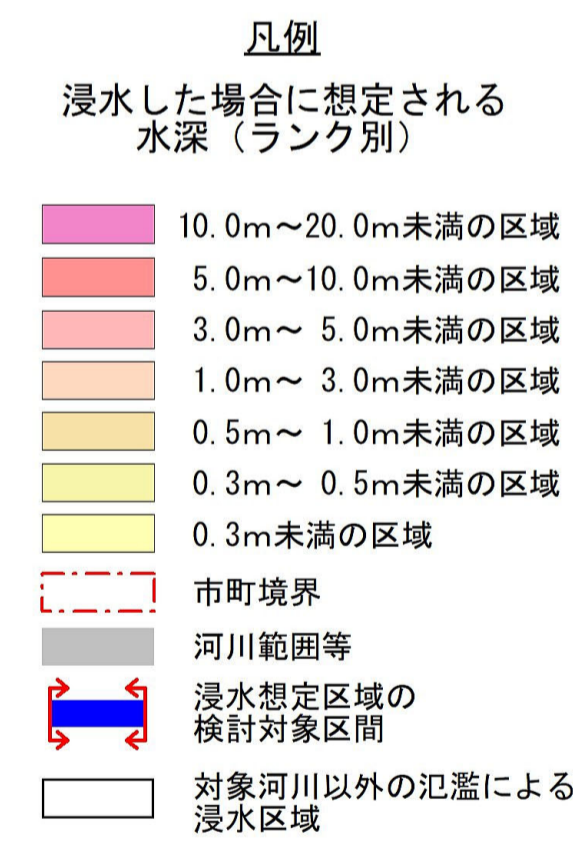 凡例
浸水した場合に想定される
水深（ランク別）
10.0m～20.0m未満の区域
5.0m～10.0m未満の区域
3.0m～ 5.0m未満の区域
1.0m～ 3.0m未満の区域
0.5m～ 1.0m未満の区域
0.3m～ 0.5m未満の区域
0.3m未満の区域
市町境界
河川範囲等
浸水想定区域の
検討対象区間
対象河川以外の氾濫による
浸水区域